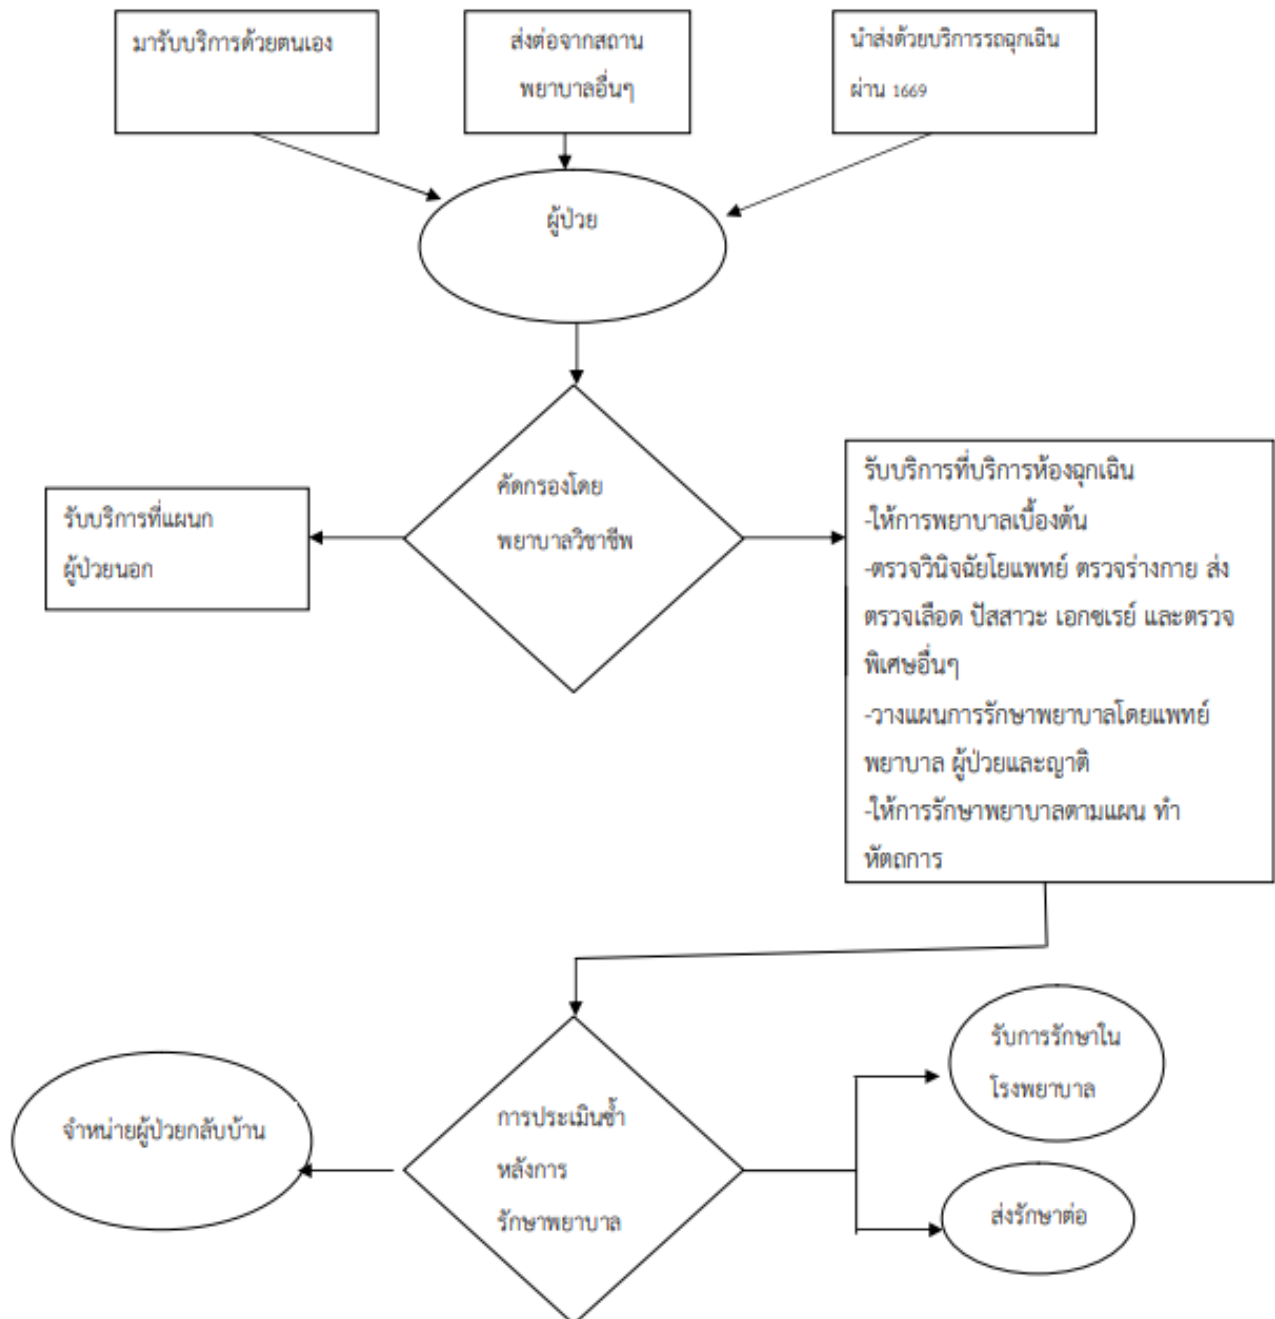 มารับบริการด้วยตนเอง
ส่งต่อจากสถาน
พยาบาลอื่นๆ
นำส่งด้วยบริการรถฉุกเฉิน
ผ่าน 1669
ผู้ป่วย
คัดกรองโดย
พยาบาลวิชาชีพ
รับบริการที่แผนก
ผู้ป่วยนอก
รับบริการที่บริการห้องฉุกเฉิน
-ให้การพยาบาลเบื้องต้น
-ตรวจวินิจฉัยโยแพทย์ ตรวจร่างกาย ส่ง
ตรวจเลือด ปัสสาวะ เอกซเรย์ และตรวจ
พิเศษอื่นๆ
-วางแผนการรักษาพยาบาลโดยแพทย์
พยาบาล ผู้ป่วยและญาติ
-ให้การรักษาพยาบาลตามแผน ทำ
หัตถการ
การประเมินซ้ำ
หลังการ
รักษาพยาบาล
จำหน่ายผู้ป่วยกลับบ้าน
รับการรักษาใน
โรงพยาบาล
ส่งรักษาต่อ